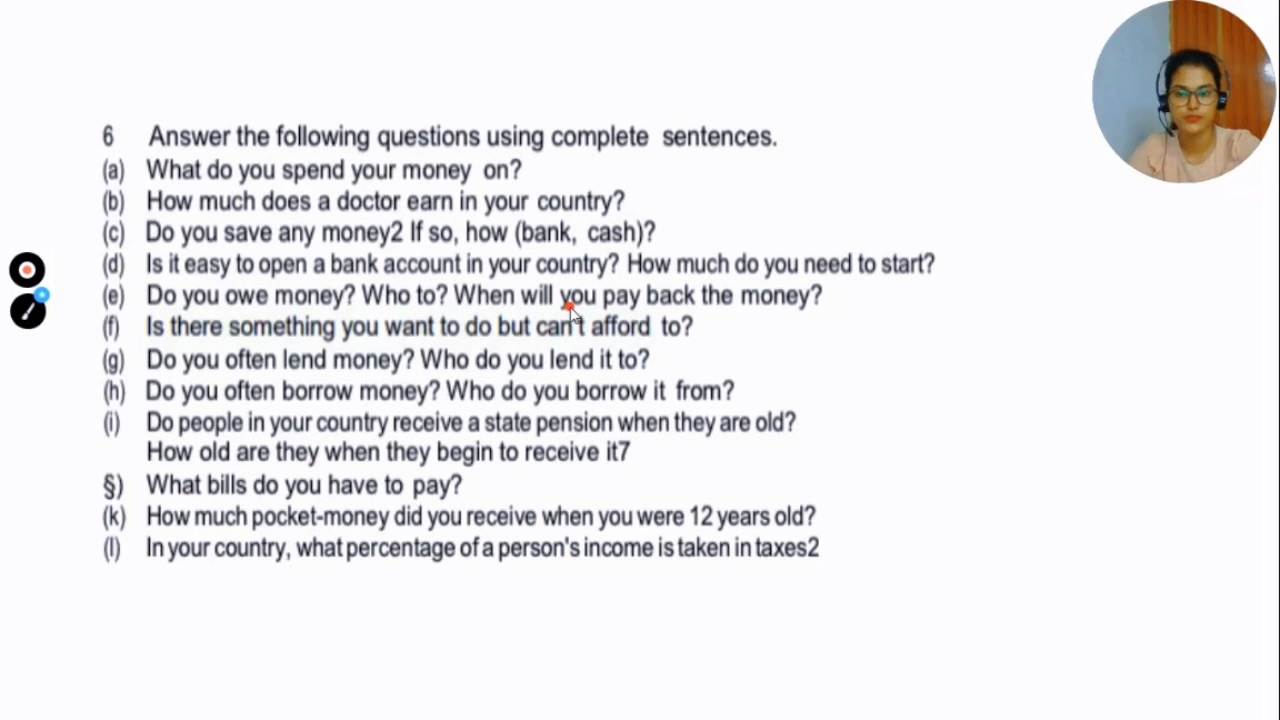 6 Answer the following questions using complete sentences.
(a) What do you spend your money on?
(b) How much does a doctor earn in your country?
(c) Do you save any money2 If so, how (bank, cash)?
(d) Is it easy to open a bank account in your country? How much do you need to start?
(e) Do you owe money? Who to? When will you pay back the money?
(f) Is there something you want to do but can't afford to?
(g) Do you often lend money? Who do you lend it to?
(h) Do you often borrow money? Who do you borrow it from?
(i) Do people in your country receive a state pension when they are old?
How old are they when they begin to receive it7
§) What bills do you have to pay?
(k) How much pocket-money did you receive when you were 12 years old?
(l) In your country, what percentage of a person's income is taken in taxes2